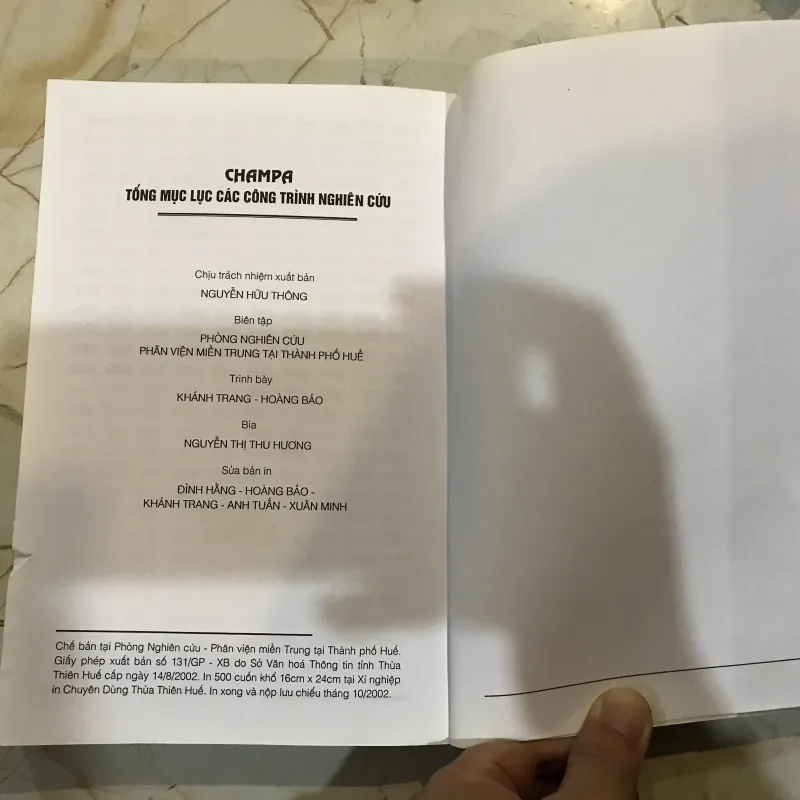 CHAMPA
TỔNG MỤC LỤC CÁC CÔNG TRÌNH NGHIÊN CỨU
Chịu trách nhiệm xuất bản
NGUYỄN HỮU THÔNG
Biên tập
PHÒNG NGHIÊN CỨU
PHÂN VIỆN MIỀN TRUNG TẠI THÀNH PHỐ HUẾ
Trình bày
KHÁNH TRANG - HOÀNG BẢO
Bìa
NGUYỄN THỊ THU HƯƠNG
Sửa bản in
ĐÌNH HẰNG - HOÀNG BẢO -
KHÁNH TRANG - ANH TUẤN - XUÂN MINH
Chế bản tại Phòng Nghiên cứu - Phân viện miền Trung tại Thành phố Huế.
Giấy phép xuất bản số 131/GP - XB do Sở Văn hoá Thông tin tỉnh Thừa
Thiên Huế cấp ngày 14/8/2002. In 500 cuốn khổ 16cm x 24cm tại Xí nghiệp
in Chuyên Dùng Thừa Thiên Huế. In xong và nộp lưu chiểu tháng 10/2002.